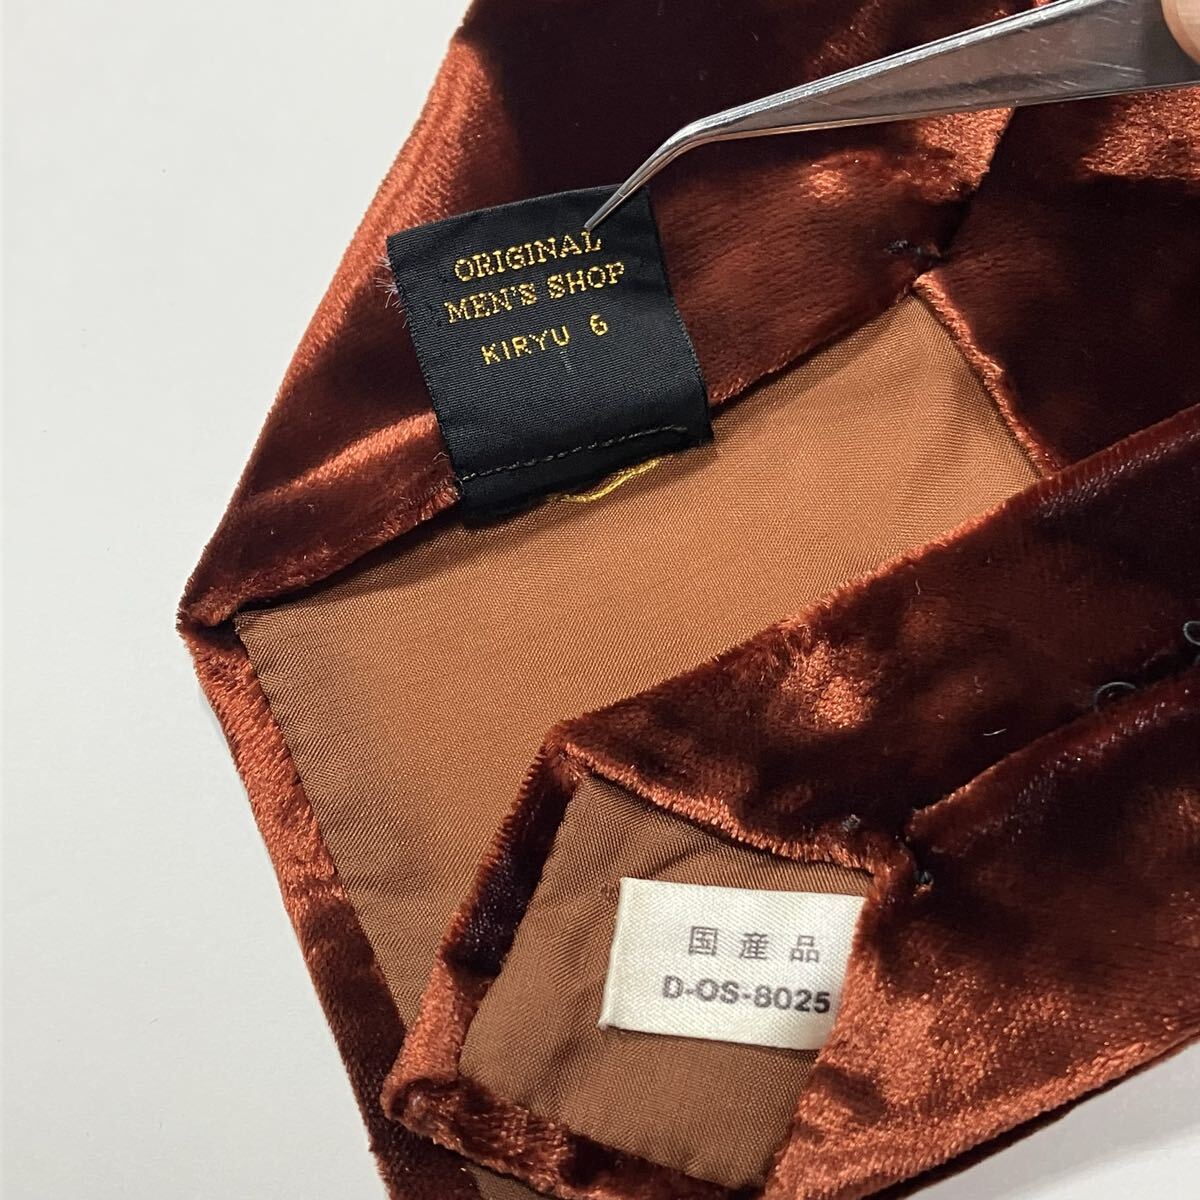 ORIGINAL
MEN'S SHOP
KIRYU 6
国産品
D-OS-8025